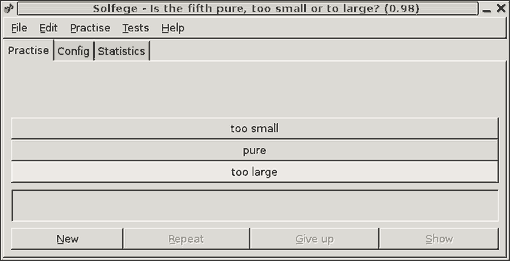 Solfege - Is the fifth pure, too small or to large? (0.98)
File Edit Practise Tests Help
Practise Config Statistics
too small
pure
too large
New Repeat Give up Show